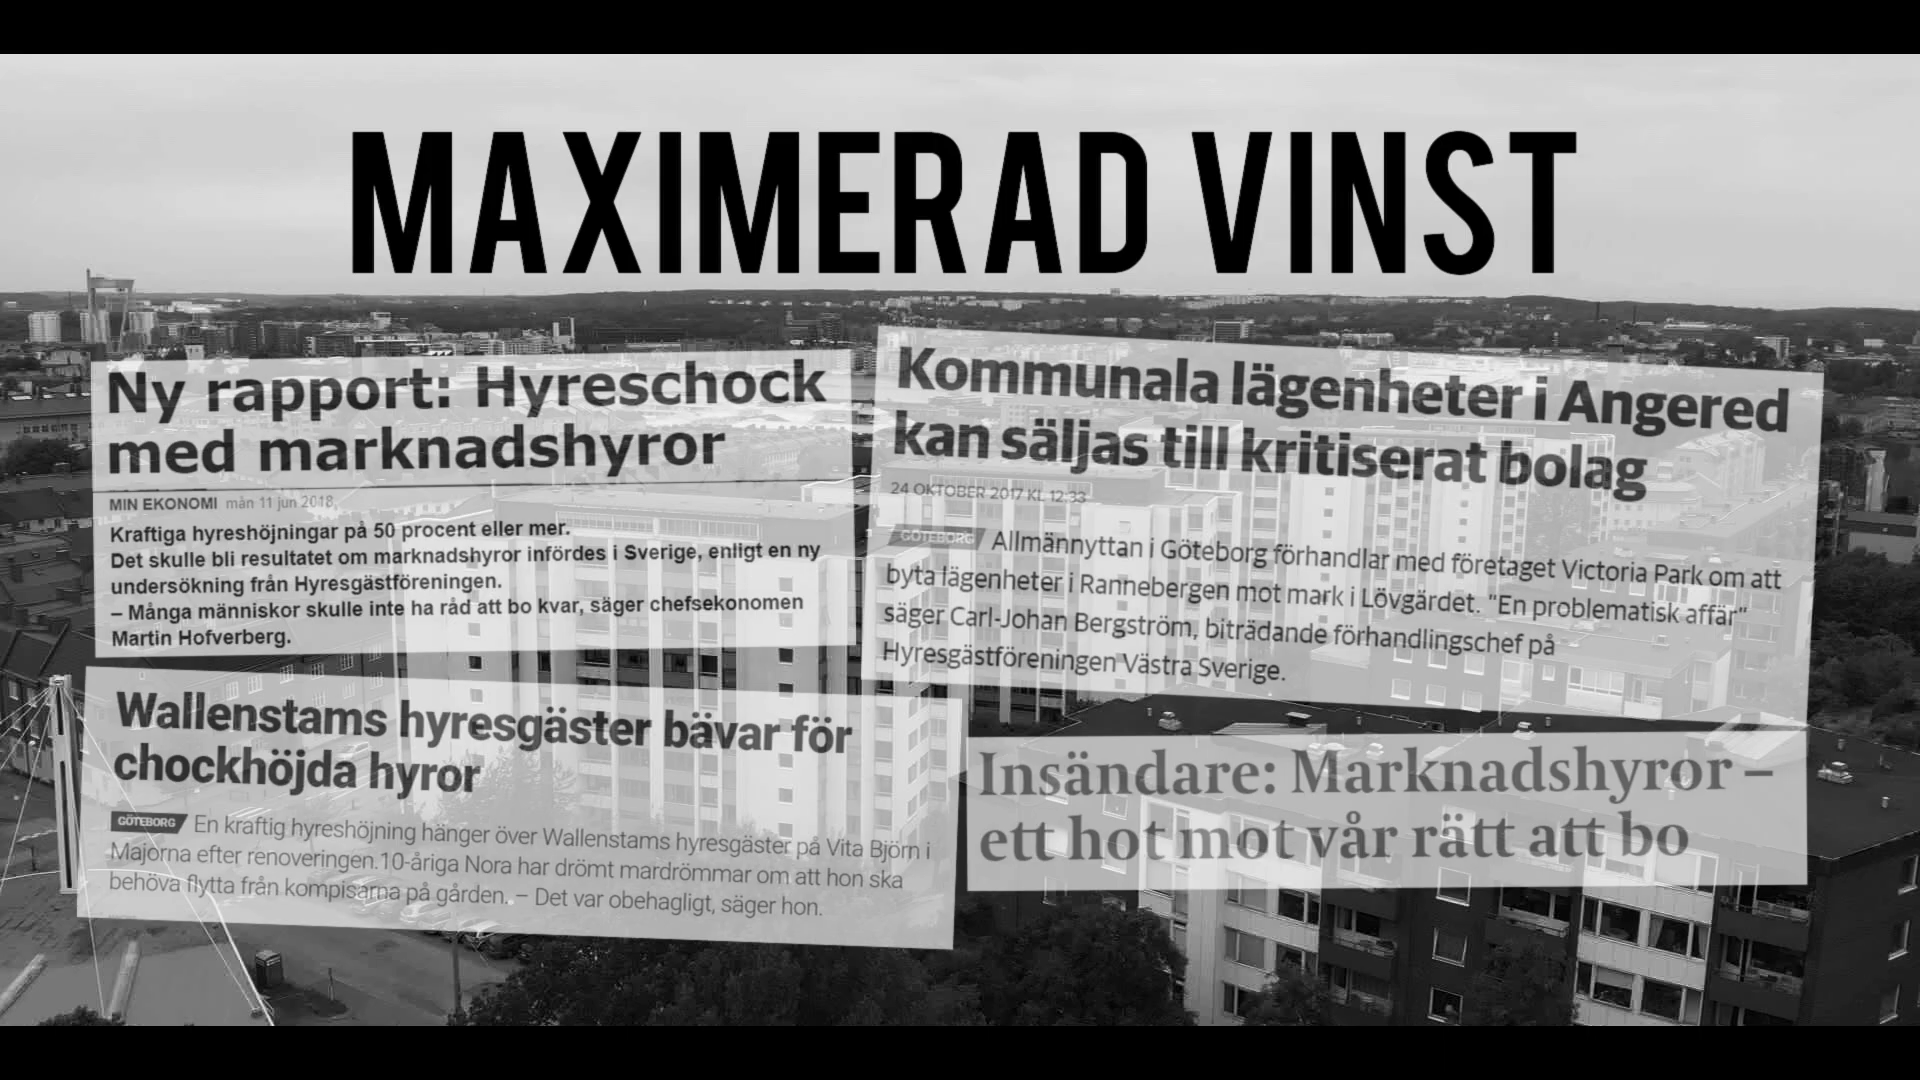 MAXIMERAD VINST
Ny rapport: Hyreschock
med marknadshyror
MIN EKONOMI mån 11 jun 2018
Kraftiga hyreshöjningar på 50 procent eller mer.
Det skulle bli resultatet om marknadshyror infördes i Sverige, enligt en ny
undersökning från Hyresgästföreningen.
– Många människor skulle inte ha råd att bo kvar, säger chefsekonomen
Martin Hofverberg.
Kommunala lägenheter i Angered
kan säljas till kritiserat bolag
24 OKTOBER 2017 KL 12:33
GÖTEBORG Allmännyttan i Göteborg förhandlar med företaget Victoria Park om att
byta lägenheter i Rannebergen mot mark i Lövgärdet. "En problematisk affär"
säger Carl-Johan Bergström, biträdande förhandlingschef på
Hyresgästföreningen Västra Sverige.
Wallenstams hyresgäster bävar för
chockhöjda hyror
GÖTEBORG En kraftig hyreshöjning hänger över Wallenstams hyresgäster på Vita Björn i
Majorna efter renoveringen.10-åriga Nora har drömt mardrömmar om att hon ska
behöva flytta från kompisarna på gården. – Det var obehagligt, säger hon.
Insändare: Marknadshyror –
ett hot mot vår rätt att bo